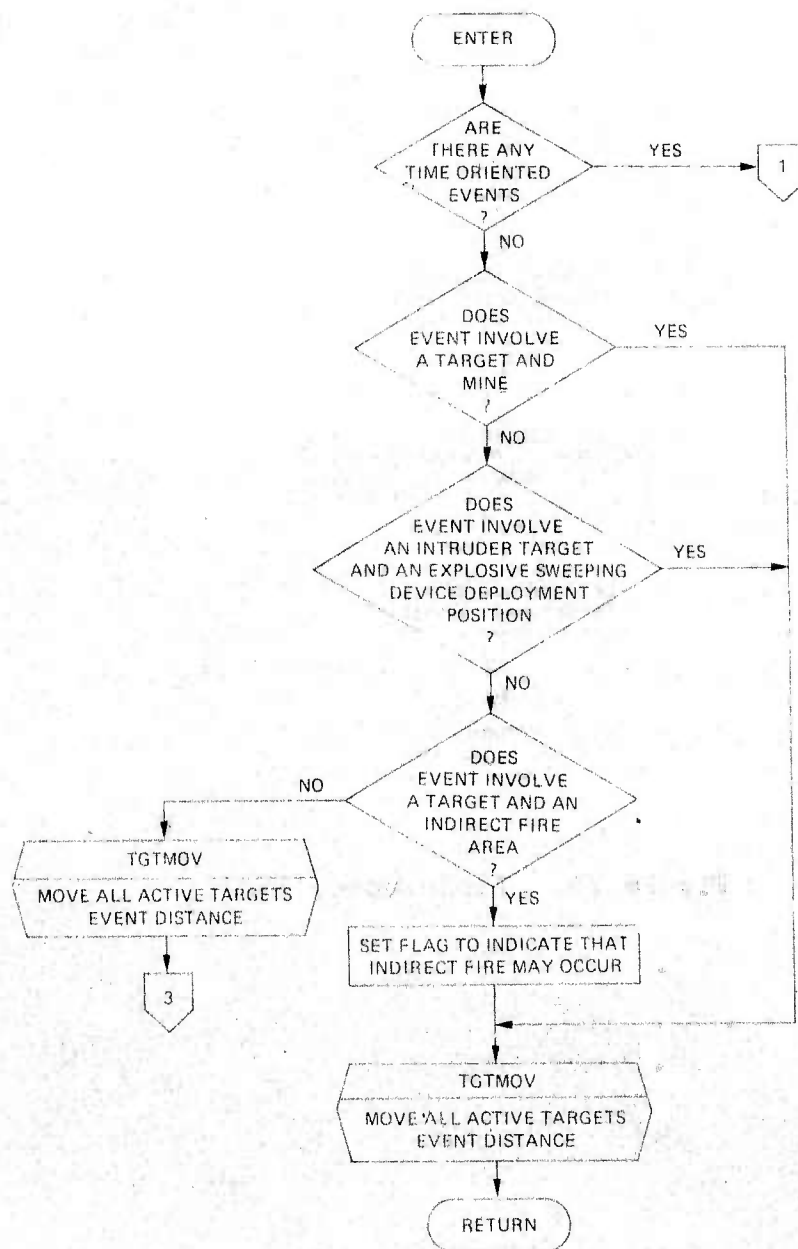 ENTER
ARE
THERE ANY
TIME ORIENTED
EVENTS
?
YES
1
NO
DOES
EVENT INVOLVE
A TARGET AND
MINE
?
YES
NO
DOES
EVENT INVOLVE
AN INTRUDER TARGET
AND AN EXPLOSIVE SWEEPING
DEVICE DEPLOYMENT
POSITION
?
YES
NO
DOES
EVENT INVOLVE
A TARGET AND AN
INDIRECT FIRE
AREA
?
NO
TGTMOV
MOVE ALL ACTIVE TARGETS
EVENT DISTANCE
3
YES
SET FLAG TO INDICATE THAT
INDIRECT FIRE MAY OCCUR
TGTMOV
MOVE ALL ACTIVE TARGETS
EVENT DISTANCE
RETURN